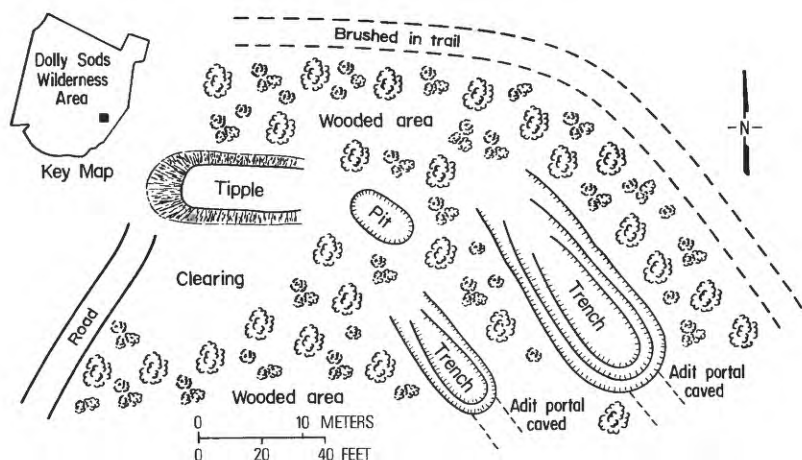 Dolly Sods
Wilderness
Area
Key Map
Brushed in trail
Wooded area
N
Tipple
Pit
Clearing
Road
Trench
Trench
Adit portal
caved
Adit portal
caved
Wooded area
0 10 METERS
0 20 40 FEET